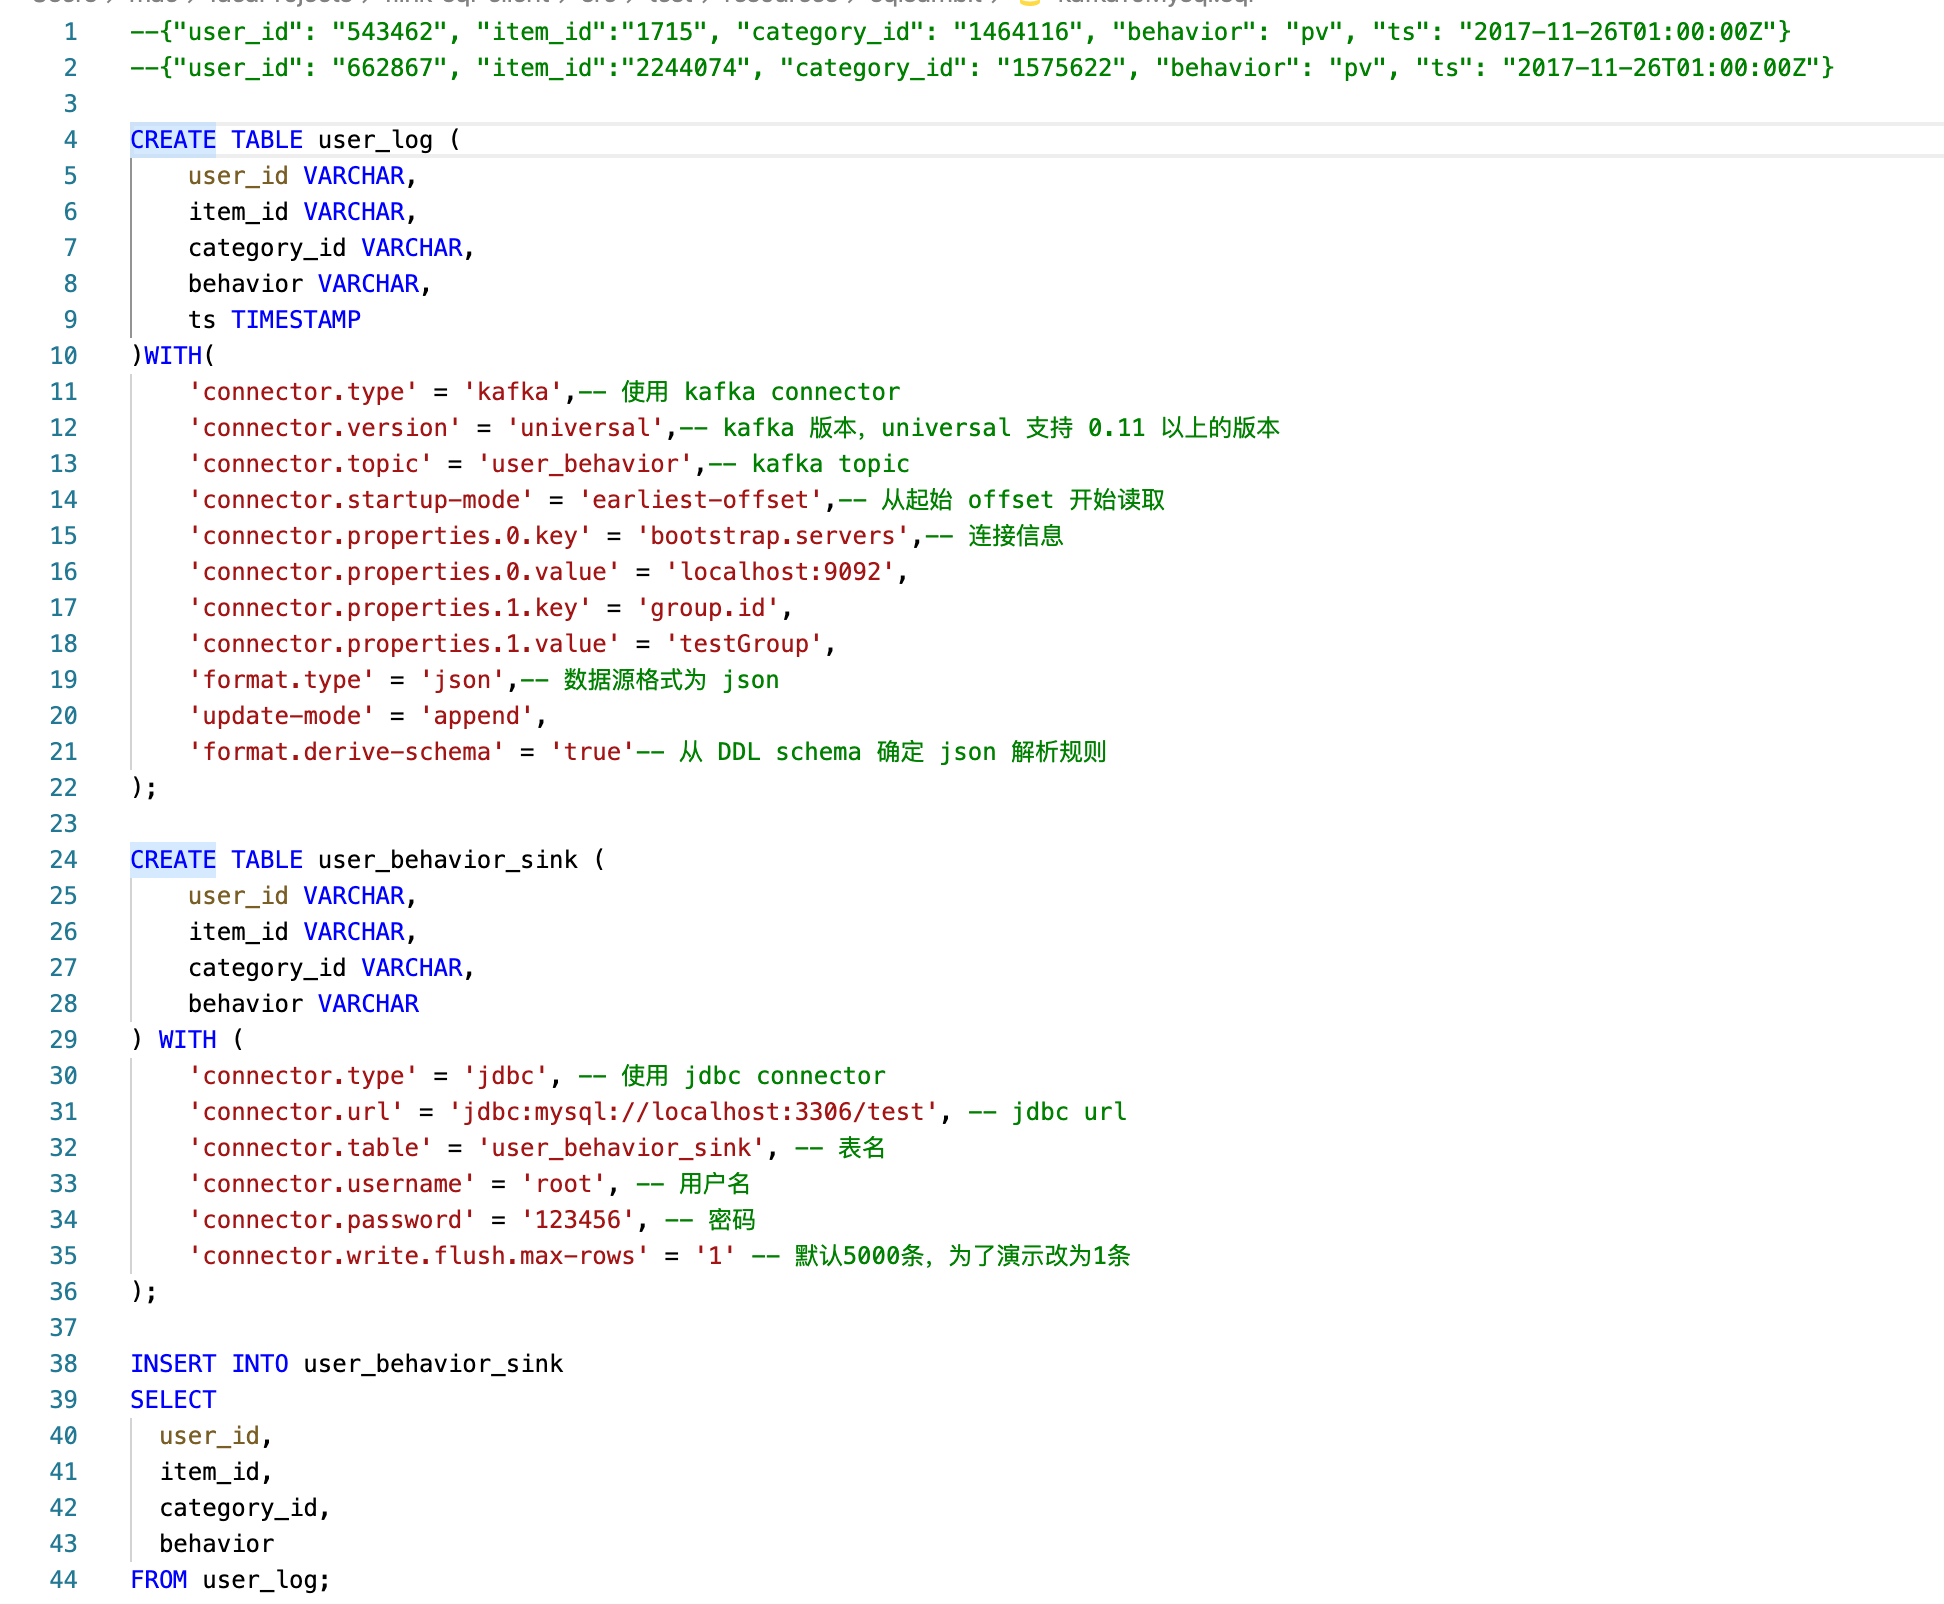 1 --{"user_id": "543462", "item_id":"1715", "category_id": "1464116", "behavior": "pv", "ts": "2017-11-26T01:00:00Z"}
2 --{"user_id": "662867", "item_id":"2244074", "category_id": "1575622", "behavior": "pv", "ts": "2017-11-26T01:00:00Z"}
3
4 CREATE TABLE user_log (
5     user_id VARCHAR,
6     item_id VARCHAR,
7     category_id VARCHAR,
8     behavior VARCHAR,
9     ts TIMESTAMP
10 )WITH(
11     'connector.type' = 'kafka',-- 使用 kafka connector
12     'connector.version' = 'universal',-- kafka 版本，universal 支持 0.11 以上的版本
13     'connector.topic' = 'user_behavior',-- kafka topic
14     'connector.startup-mode' = 'earliest-offset',-- 从起始 offset 开始读取
15     'connector.properties.0.key' = 'bootstrap.servers',-- 连接信息
16     'connector.properties.0.value' = 'localhost:9092',
17     'connector.properties.1.key' = 'group.id',
18     'connector.properties.1.value' = 'testGroup',
19     'format.type' = 'json',-- 数据源格式为 json
20     'update-mode' = 'append',
21     'format.derive-schema' = 'true'-- 从 DDL schema 确定 json 解析规则
22 );
23
24 CREATE TABLE user_behavior_sink (
25     user_id VARCHAR,
26     item_id VARCHAR,
27     category_id VARCHAR,
28     behavior VARCHAR
29 ) WITH (
30     'connector.type' = 'jdbc', -- 使用 jdbc connector
31     'connector.url' = 'jdbc:mysql://localhost:3306/test', -- jdbc url
32     'connector.table' = 'user_behavior_sink', -- 表名
33     'connector.username' = 'root', -- 用户名
34     'connector.password' = '123456', -- 密码
35     'connector.write.flush.max-rows' = '1' -- 默认5000条，为了演示改为1条
36 );
37
38 INSERT INTO user_behavior_sink
39 SELECT
40   user_id,
41   item_id,
42   category_id,
43   behavior
44 FROM user_log;